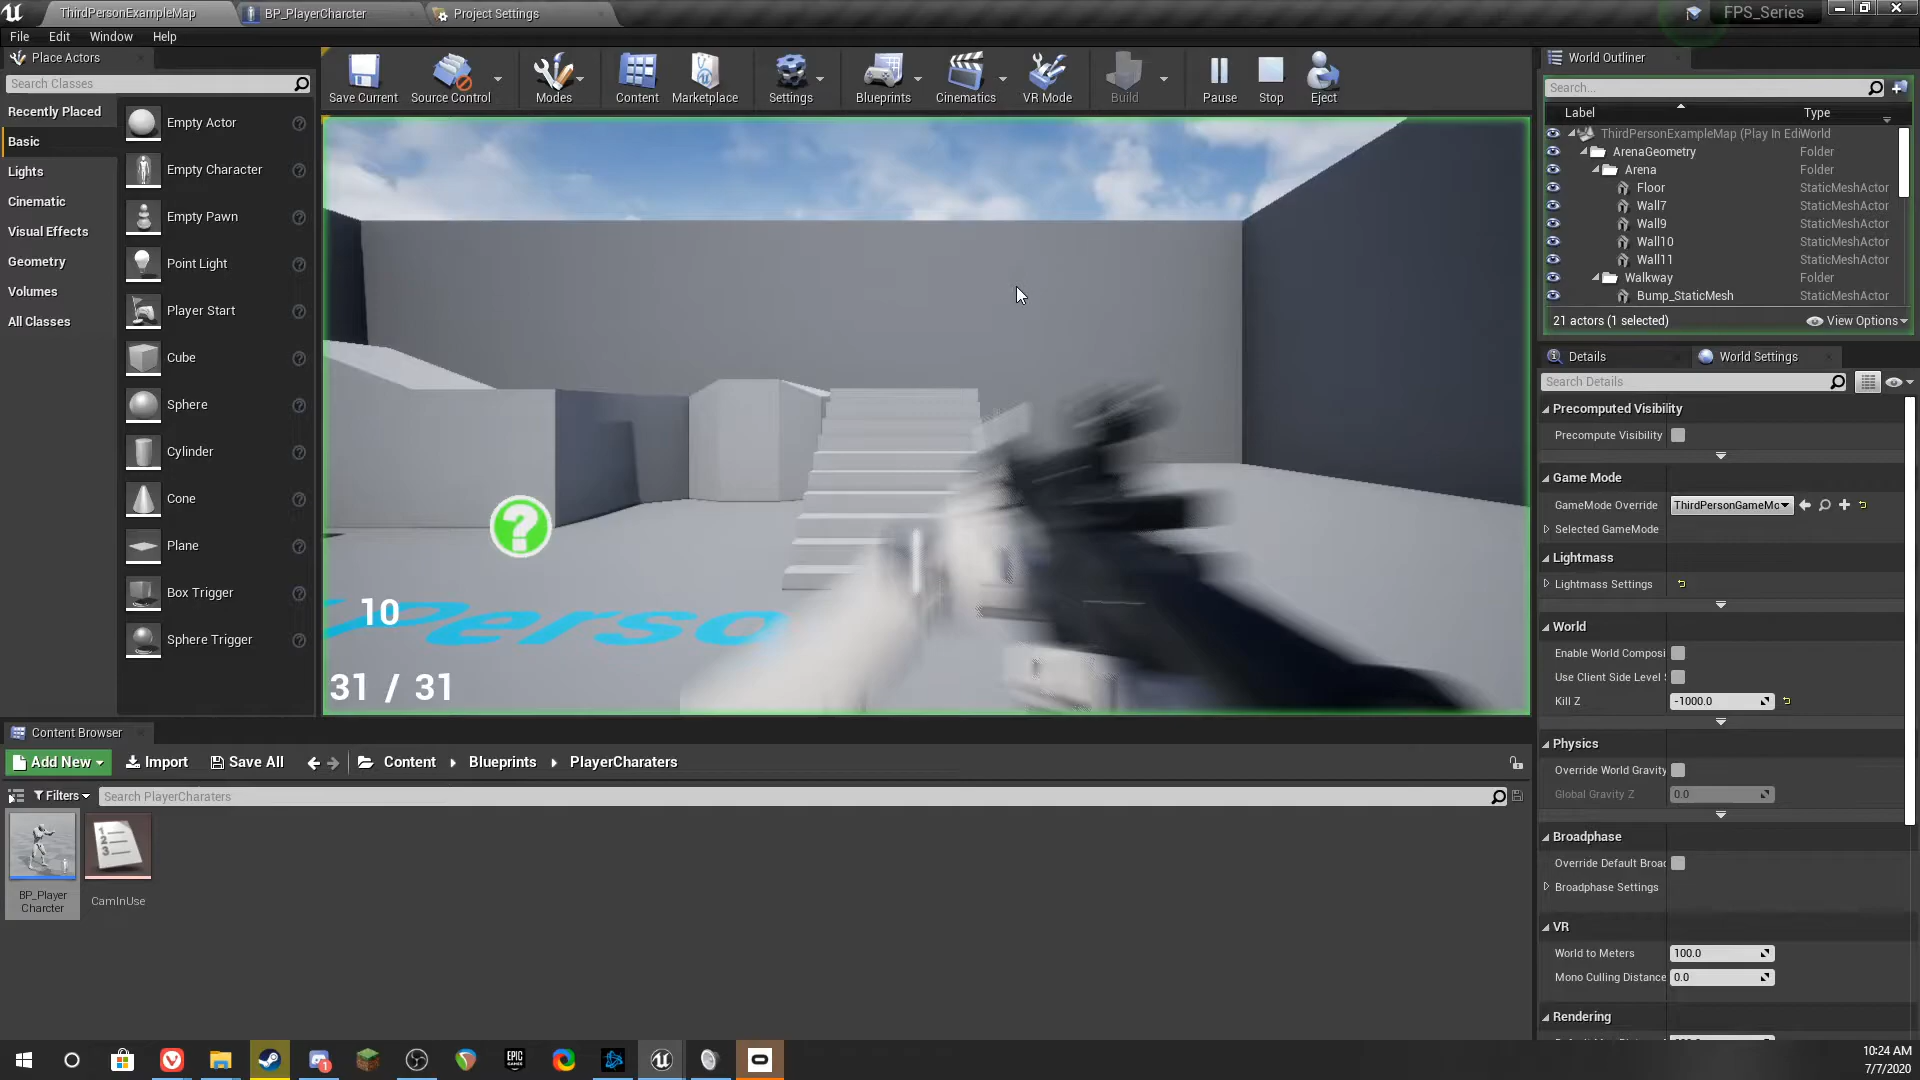 ThirdPersonExampleMap
BP_PlayerCharcter
Project Settings
FPS_Series
File Edit Window Help
Place Actors
Search Classes
Recently Placed
Basic
Lights
Cinematic
Visual Effects
Geometry
Volumes
All Classes
Empty Actor
Empty Character
Empty Pawn
Point Light
Player Start
Cube
Sphere
Cylinder
Cone
Plane
Box Trigger
Sphere Trigger
Save Current
Source Control
Modes
Content
Marketplace
Settings
Blueprints
Cinematics
VR Mode
Build
Pause
Stop
Eject
10
31 / 31
World Outliner
Search...
Label Type
ThirdPersonExampleMap (Play In Edi World
ArenaGeometry Folder
Arena Folder
Floor StaticMeshActor
Wall7 StaticMeshActor
Wall9 StaticMeshActor
Wall10 StaticMeshActor
Wall11 StaticMeshActor
Walkway Folder
Bump_StaticMesh StaticMeshActor
21 actors (1 selected) View Options
Details
World Settings
Search Details
Precomputed Visibility
Precompute Visibility
Game Mode
GameMode Override ThirdPersonGameMo
Selected GameMode
Lightmass
Lightmass Settings
World
Enable World Composi
Use Client Side Level
Kill Z -1000.0
Physics
Override World Gravity
Global Gravity Z 0.0
Broadphase
Override Default Broad
Broadphase Settings
VR
World to Meters 100.0
Mono Culling Distance 0.0
Rendering
Content Browser
Add New Import Save All Content Blueprints PlayerCharaters
Filters Search PlayerCharaters
BP_Player
Charcter
CamInUse
10:24 AM
7/7/2020